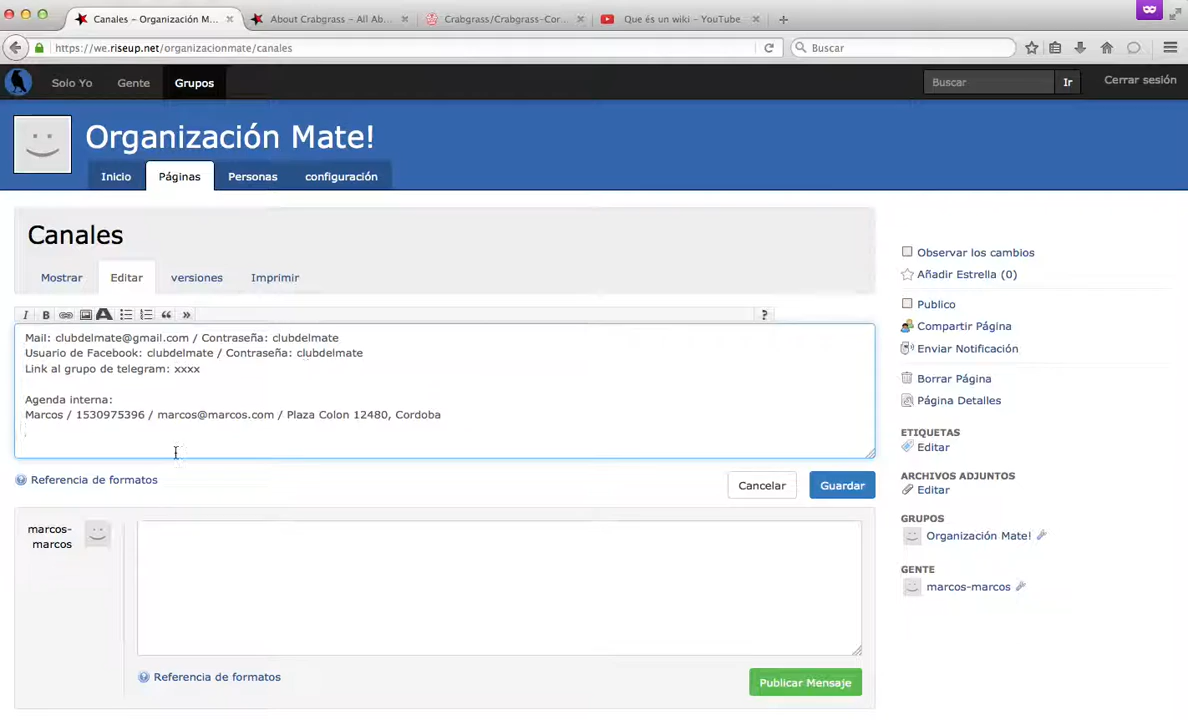 Canales – Organización M...
About Crabgrass – All Ab...
Crabgrass/Crabgrass-Cor...
Que és un wiki - YouTube
https://we.riseup.net/organizacionmate/canales
Buscar
Solo Yo
Gente
Grupos
Buscar
Ir
Cerrar sesión
Organización Mate!
Inicio
Páginas
Personas
configuración
Canales
Mostrar
Editar
versiones
Imprimir
I B A ?
Mail: clubdelmate@gmail.com / Contraseña: clubdelmate
Usuario de Facebook: clubdelmate / Contraseña: clubdelmate
Link al grupo de telegram: xxxx
Agenda interna:
Marcos / 1530975396 / marcos@marcos.com / Plaza Colon 12480, Cordoba
Referencia de formatos
Cancelar
Guardar
marcos-
marcos
Referencia de formatos
Publicar Mensaje
Observar los cambios
Añadir Estrella (0)
Publico
Compartir Página
Enviar Notificación
Borrar Página
Página Detalles
ETIQUETAS
Editar
ARCHIVOS ADJUNTOS
Editar
GRUPOS
Organización Mate!
GENTE
marcos-marcos